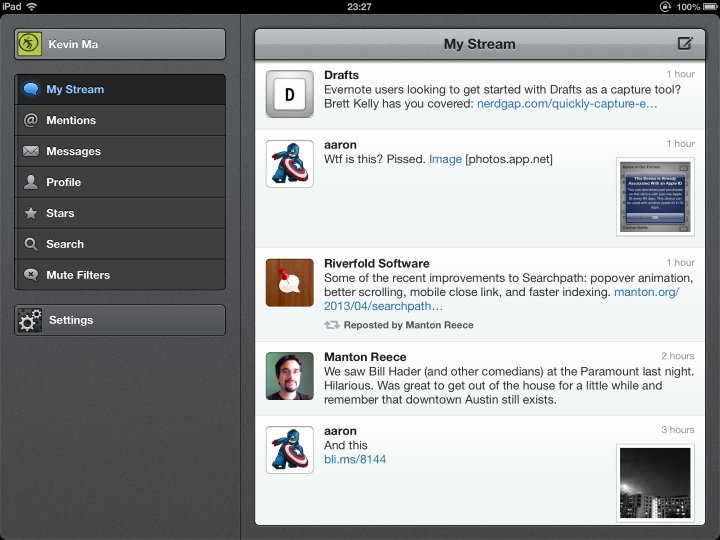 iPad 23:27 100%
Kevin Ma
My Stream
Mentions
Messages
Profile
Stars
Search
Mute Filters
Settings
My Stream
Drafts 1 hour
Evernote users looking to get started with Drafts as a capture tool?
Brett Kelly has you covered: nerdgap.com/quickly-capture-e…
D
aaron 1 hour
Wtf is this? Pissed. Image [photos.app.net]
This Device is Already
Associated with an Apple ID
OK
Riverfold Software 1 hour
Some of the recent improvements to Searchpath: popover animation,
better scrolling, mobile close link, and faster indexing. manton.org/
2013/04/searchpath…
Reposted by Manton Reece
Manton Reece 2 hours
We saw Bill Hader (and other comedians) at the Paramount last night.
Hilarious. Was great to get out of the house for a little while and
remember that downtown Austin still exists.
aaron 3 hours
And this
bli.ms/8144